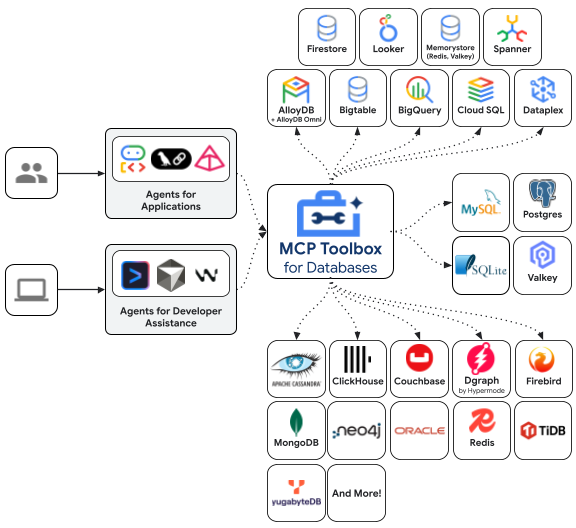 Firestore
Looker
Memorystore
(Redis, Valkey)
Spanner
AlloyDB
+ AlloyDB Omni
Bigtable
BigQuery
Cloud SQL
Dataplex
Agents for
Applications
MCP Toolbox
for Databases
MySQL
Postgres
SQLite
Valkey
Agents for Developer
Assistance
APACHE CASSANDRA
ClickHouse
Couchbase
Dgraph
by Hypermode
Firebird
MongoDB
neo4j
ORACLE
Redis
TiDB
yugabyteDB
And More!